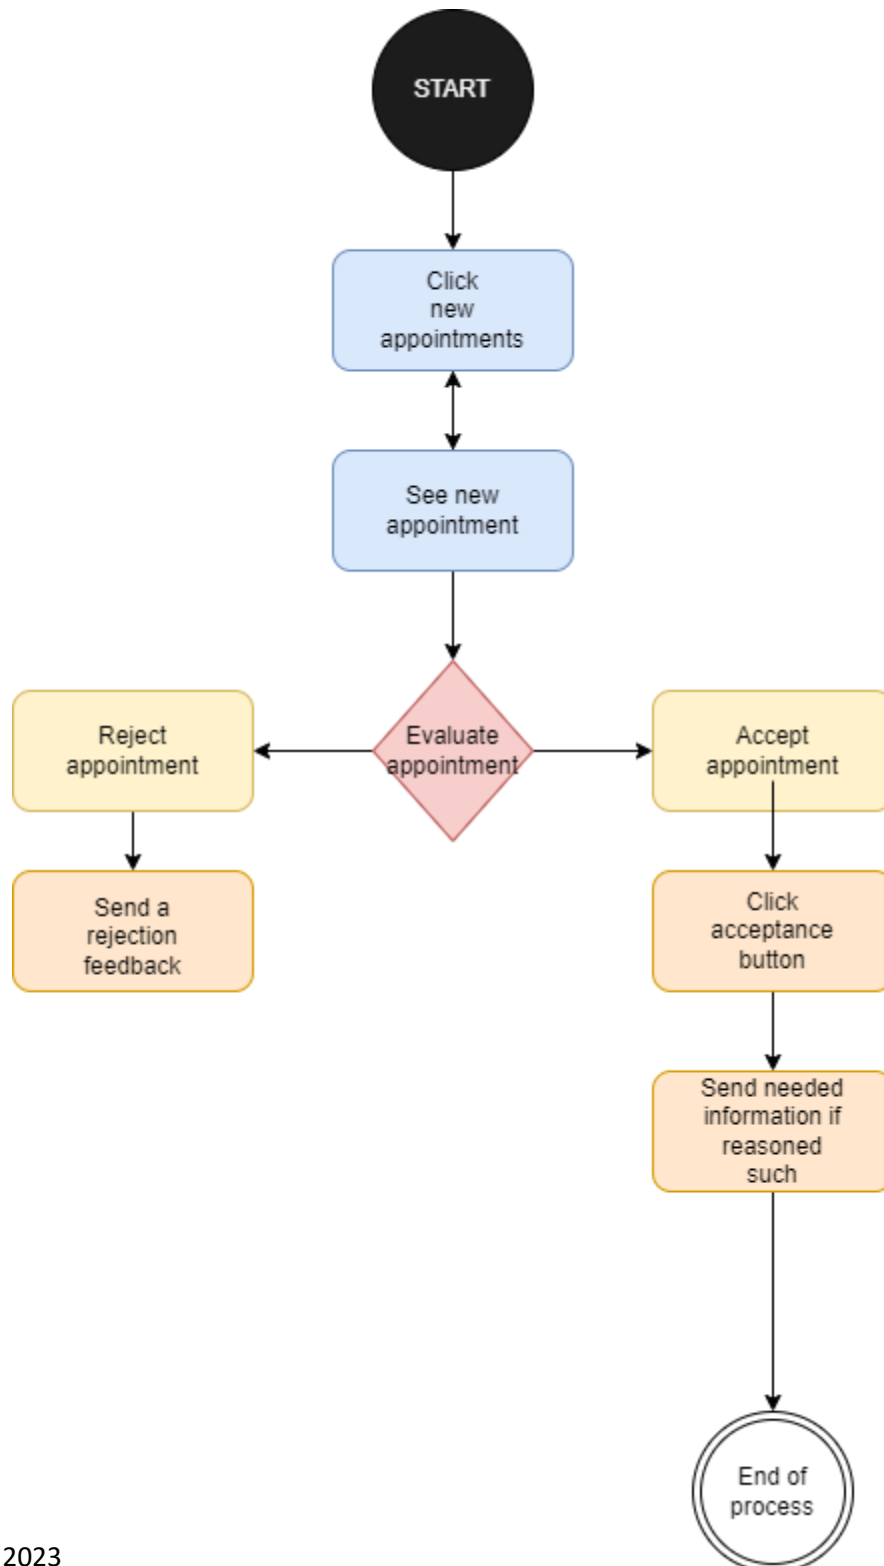 START
Click
new
appointments
See new
appointment
Reject
appointment
Evaluate
appointment
Accept
appointment
Send a
rejection
feedback
Click
acceptance
button
Send needed
information if
reasoned
such
End of
process
2023